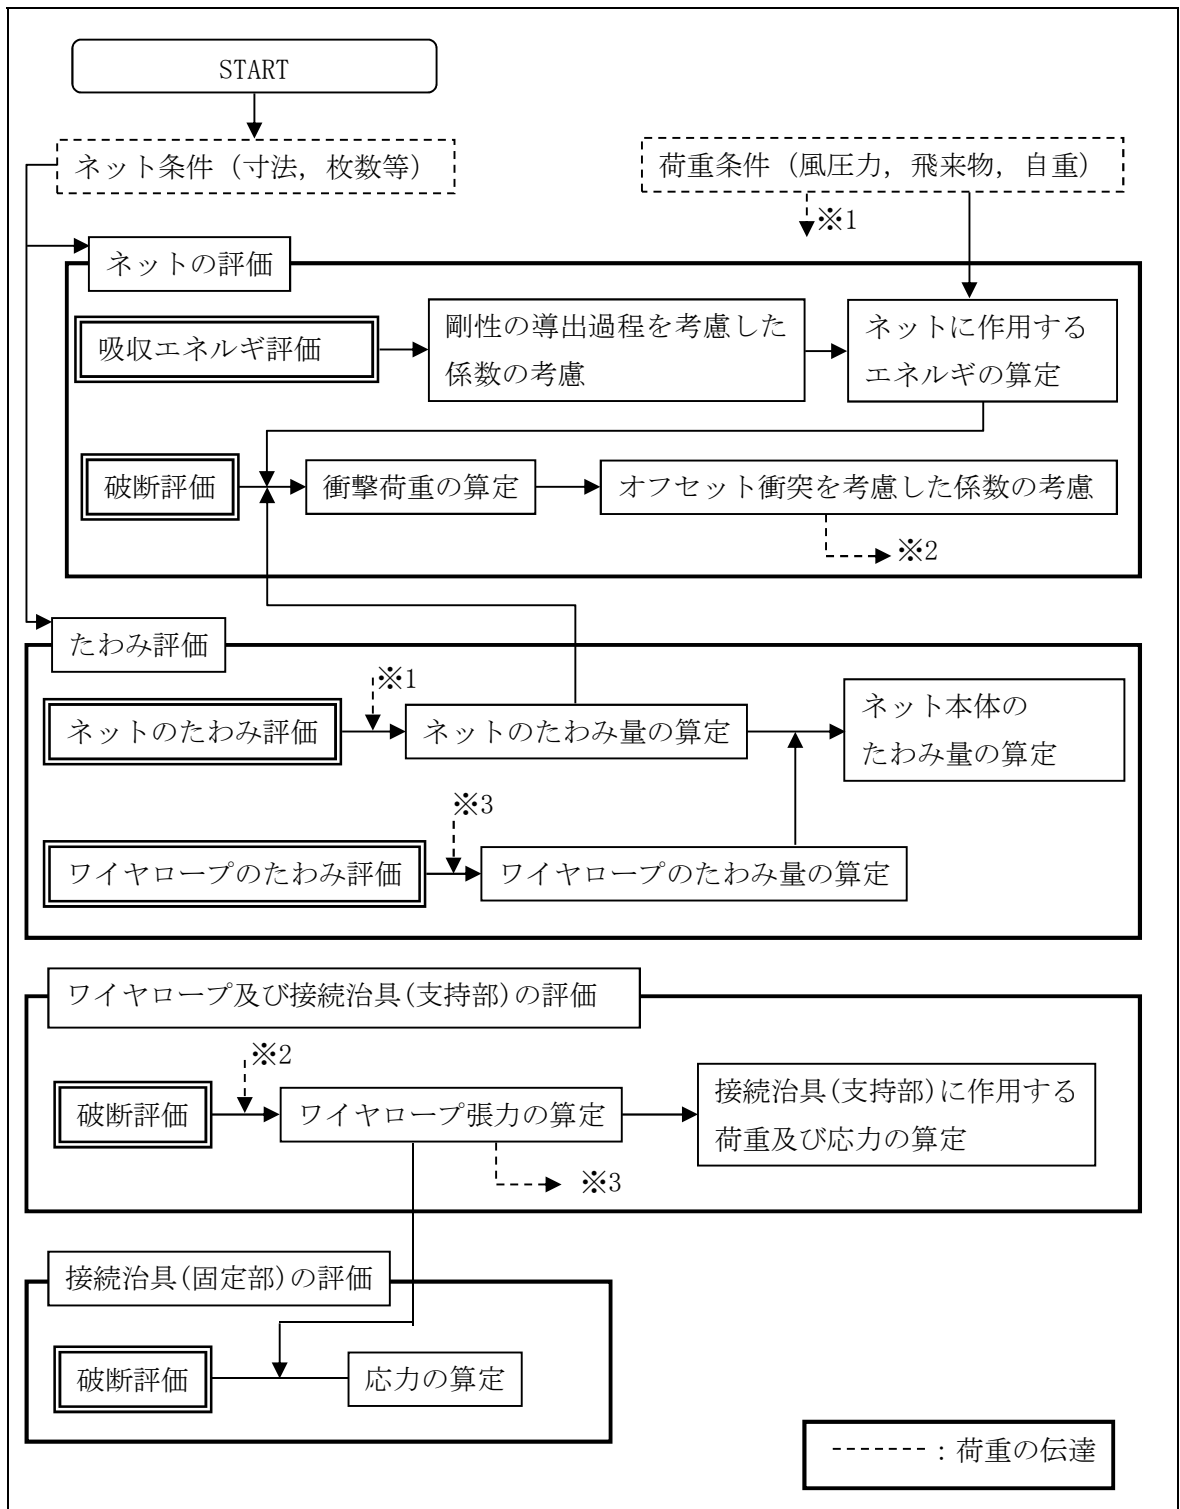 START
ネット条件（寸法，枚数等）
荷重条件（風圧力，飛来物，自重）
※1
ネットの評価
吸収エネルギ評価
剛性の導出過程を考慮した
係数の考慮
ネットに作用する
エネルギの算定
破断評価
衝撃荷重の算定
オフセット衝突を考慮した係数の考慮
※2
たわみ評価
※1
ネットのたわみ評価
ネットのたわみ量の算定
ネット本体の
たわみ量の算定
※3
ワイヤロープのたわみ評価
ワイヤロープのたわみ量の算定
ワイヤロープ及び接続治具(支持部)の評価
※2
破断評価
ワイヤロープ張力の算定
接続治具(支持部)に作用する
荷重及び応力の算定
※3
接続治具(固定部)の評価
破断評価
応力の算定
：荷重の伝達